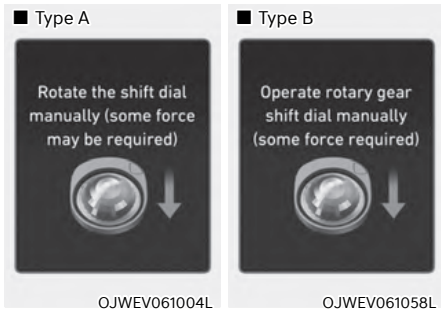 ■ Type A
Rotate the shift dial
manually (some force
may be required)
OJWEV061004L
■ Type B
Operate rotary gear
shift dial manually
(some force required)
OJWEV061058L